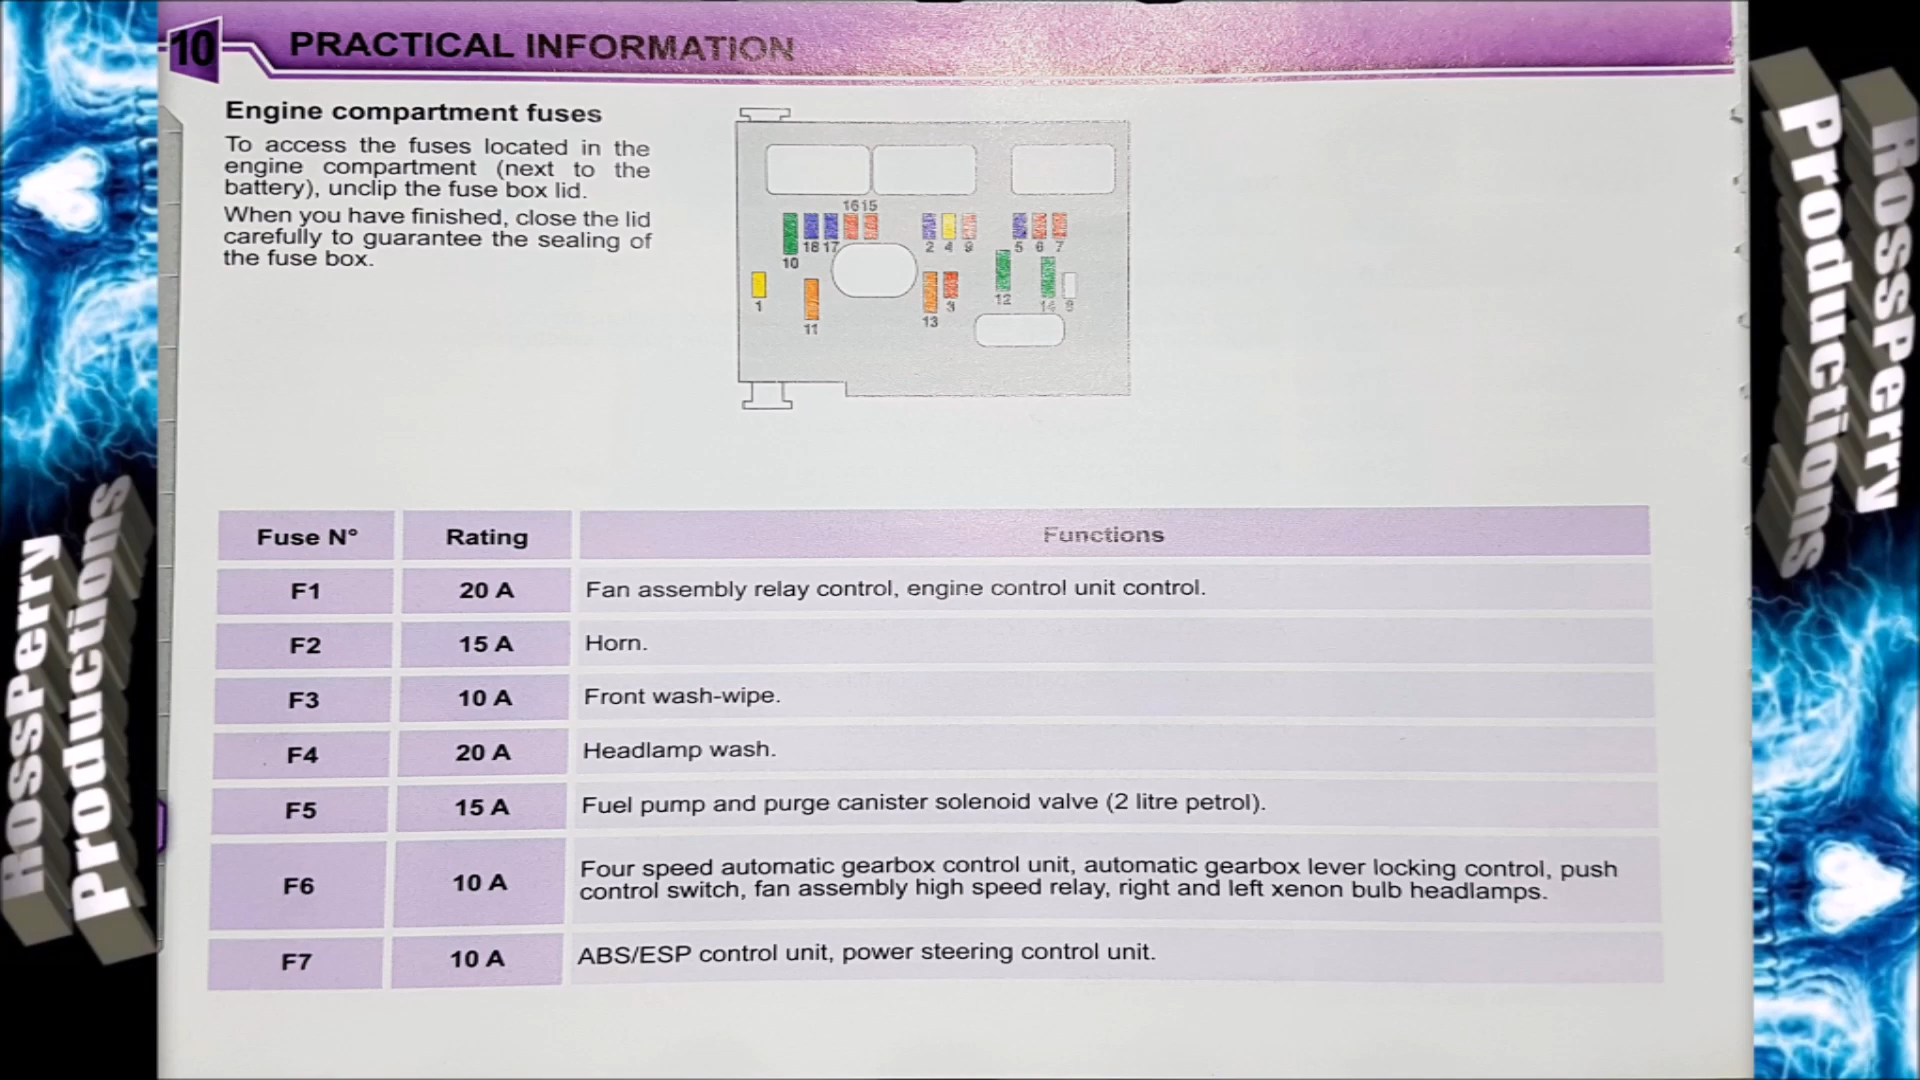 10
PRACTICAL INFORMATION
Engine compartment fuses
To access the fuses located in the
engine compartment (next to the
battery), unclip the fuse box lid.
When you have finished, close the lid
carefully to guarantee the sealing of
the fuse box.
16 15
18 17 2 4 9 5 6 7
10
1 11 13 3 12 14 8
Fuse N° Rating Functions
F1 20 A Fan assembly relay control, engine control unit control.
F2 15 A Horn.
F3 10 A Front wash-wipe.
F4 20 A Headlamp wash.
F5 15 A Fuel pump and purge canister solenoid valve (2 litre petrol).
F6 10 A Four speed automatic gearbox control unit, automatic gearbox lever locking control, push
control switch, fan assembly high speed relay, right and left xenon bulb headlamps.
F7 10 A ABS/ESP control unit, power steering control unit.
RossPerry
Productions
RossPerry
Productions